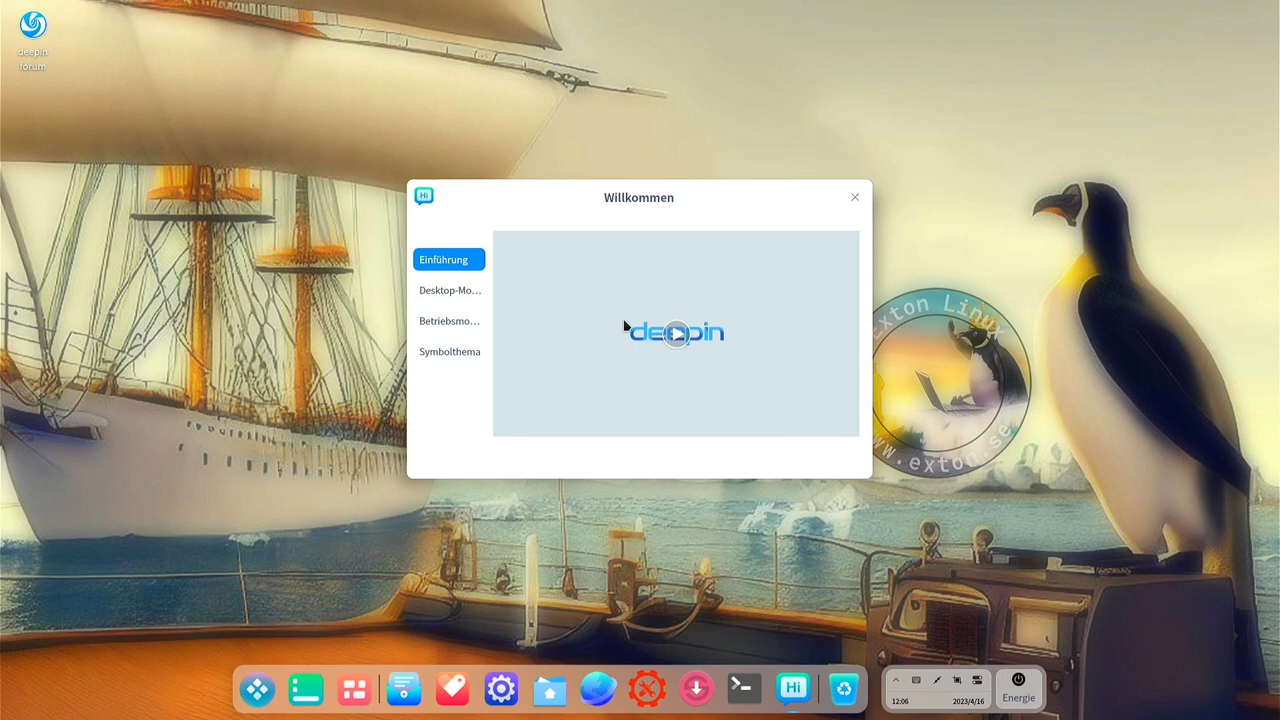 deepin
forum
Hi
Willkommen
Einführung
Desktop-Mo...
Betriebsmo...
Symbolthema
deepin
Exton Linux
www.exton.se
Hi
12:06
2023/4/16
Energie